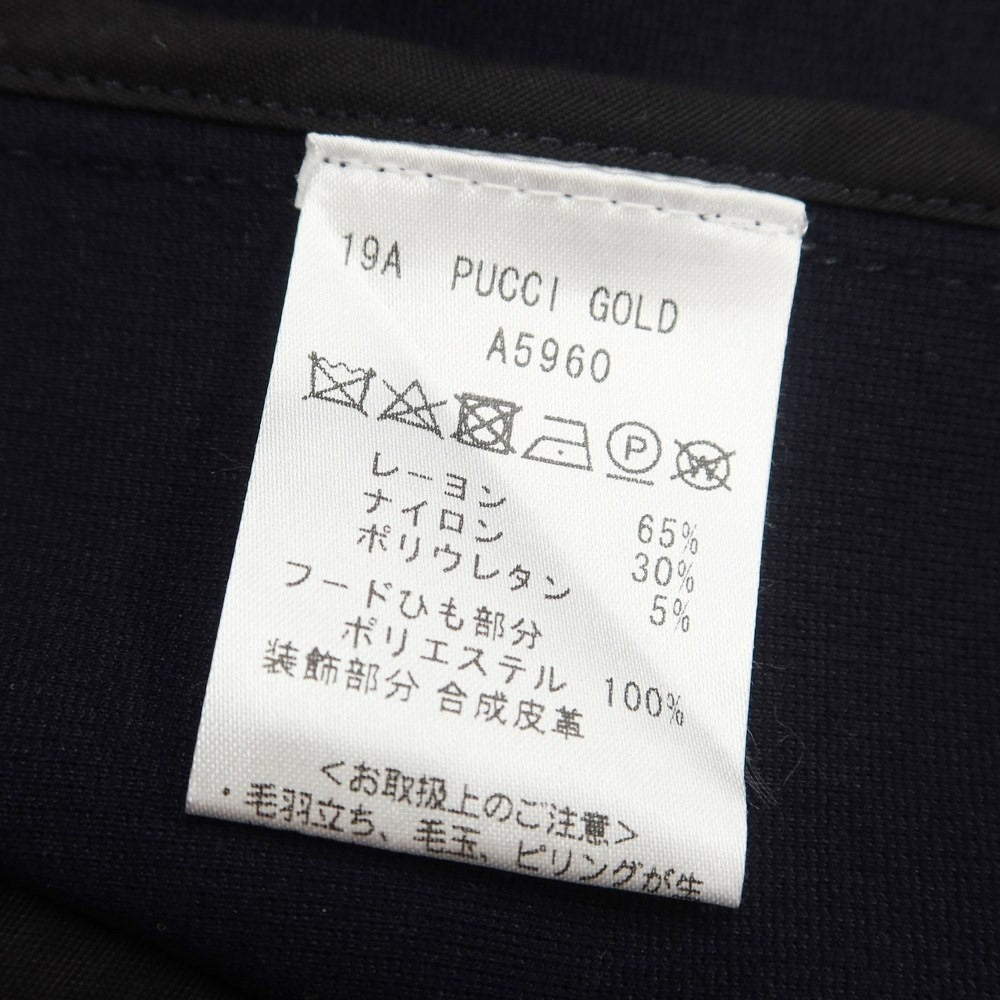 19A PUCCI GOLD
A5960
P W
レーヨン 65%
ナイロン 30%
ポリウレタン 5%
フードひも部分
ポリエステル 100%
装飾部分 合成皮革
<お取扱上のご注意>
・毛羽立ち、毛玉、ピリングが生